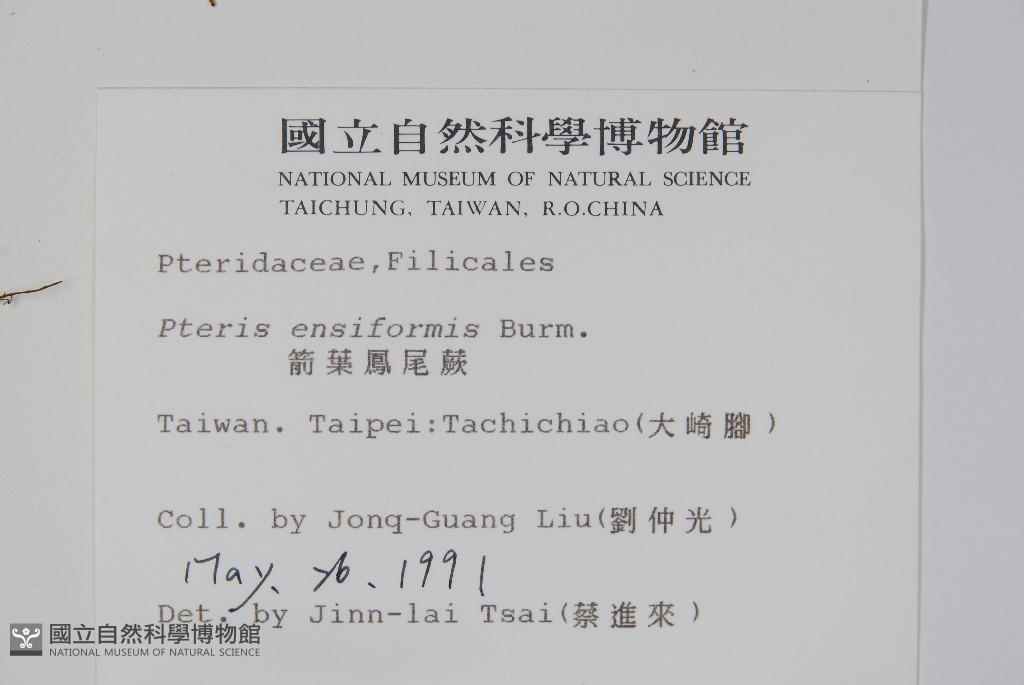 國立自然科學博物館
NATIONAL MUSEUM OF NATURAL SCIENCE
TAICHUNG, TAIWAN, R.O.CHINA
Pteridaceae,Filicales
Pteris ensiformis Burm.
箭葉鳳尾蕨
Taiwan. Taipei:Tachichiao(大崎腳)
Coll. by Jonq-Guang Liu(劉仲光)
May. 26. 1991
Det. by Jinn-lai Tsai(蔡進來)
國立自然科學博物館
NATIONAL MUSEUM OF NATURAL SCIENCE